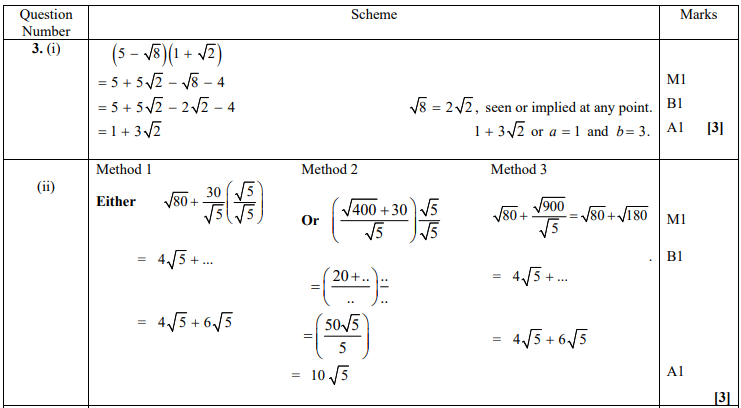 Question Number Scheme Marks
3. (i) (5 − √8)(1 + √2)
= 5 + 5√2 − √8 − 4 M1
= 5 + 5√2 − 2√2 − 4 √8 = 2√2, seen or implied at any point. B1
= 1 + 3√2 1 + 3√2 or a = 1 and b = 3. A1 [3]
(ii) Method 1 Method 2 Method 3
Either √80 + 30/√5 (√5/√5) Or ((√400 + 30)/√5) √5/√5 √80 + √900/√5 = √80 + √180 M1
= 4√5 + ... = ((20 + ..)/..) ../.. = 4√5 + ... . B1
= 4√5 + 6√5 = (50√5/5) = 4√5 + 6√5
= 10√5 A1
[3]